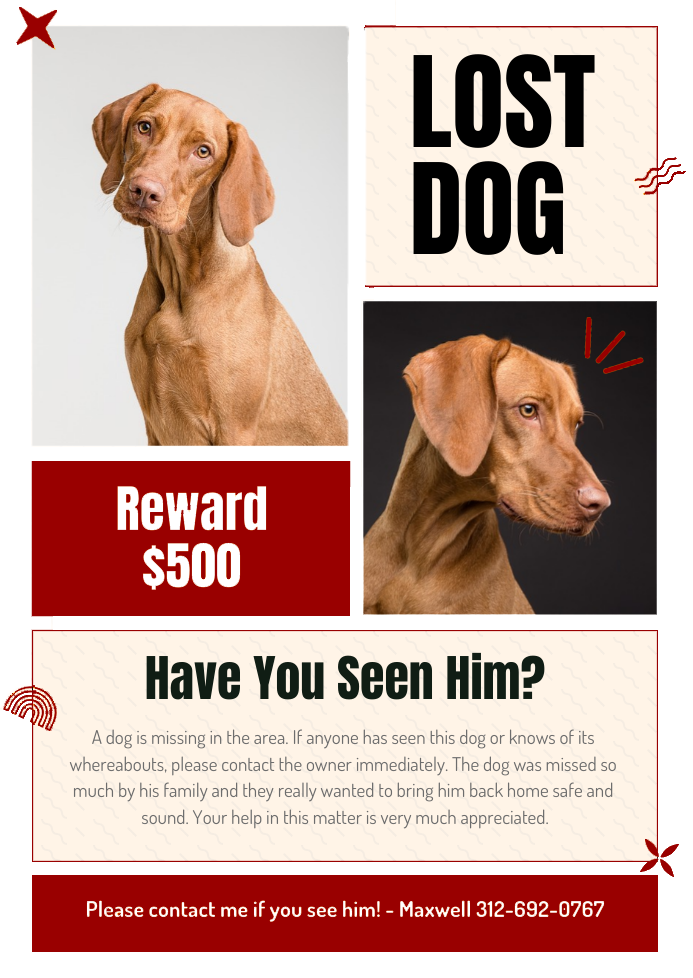 LOST
DOG
Reward
$500
Have You Seen Him?
A dog is missing in the area. If anyone has seen this dog or knows of its
whereabouts, please contact the owner immediately. The dog was missed so
much by his family and they really wanted to bring him back home safe and
sound. Your help in this matter is very much appreciated.
Please contact me if you see him! - Maxwell 312-692-0767